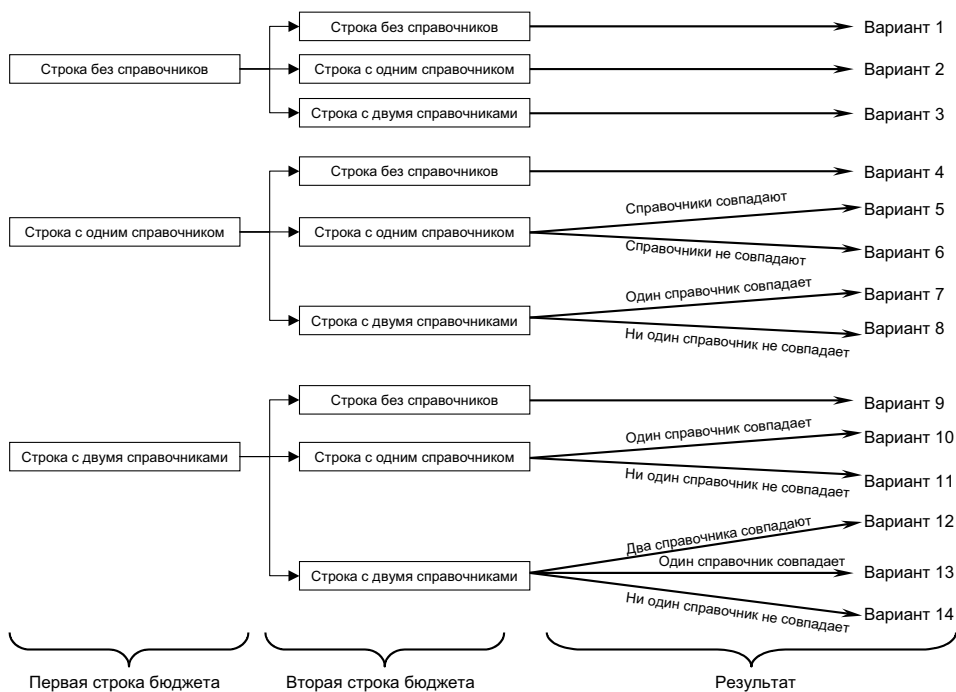 Строка без справочников
Строка без справочников
Вариант 1
Строка с одним справочником
Вариант 2
Строка с двумя справочниками
Вариант 3
Строка с одним справочником
Строка без справочников
Вариант 4
Строка с одним справочником
Справочники совпадают
Вариант 5
Справочники не совпадают
Вариант 6
Строка с двумя справочниками
Один справочник совпадает
Вариант 7
Ни один справочник не совпадает
Вариант 8
Строка с двумя справочниками
Строка без справочников
Вариант 9
Строка с одним справочником
Один справочник совпадает
Вариант 10
Ни один справочник не совпадает
Вариант 11
Строка с двумя справочниками
Два справочника совпадают
Вариант 12
Один справочник совпадает
Вариант 13
Ни один справочник не совпадает
Вариант 14
Первая строка бюджета
Вторая строка бюджета
Результат